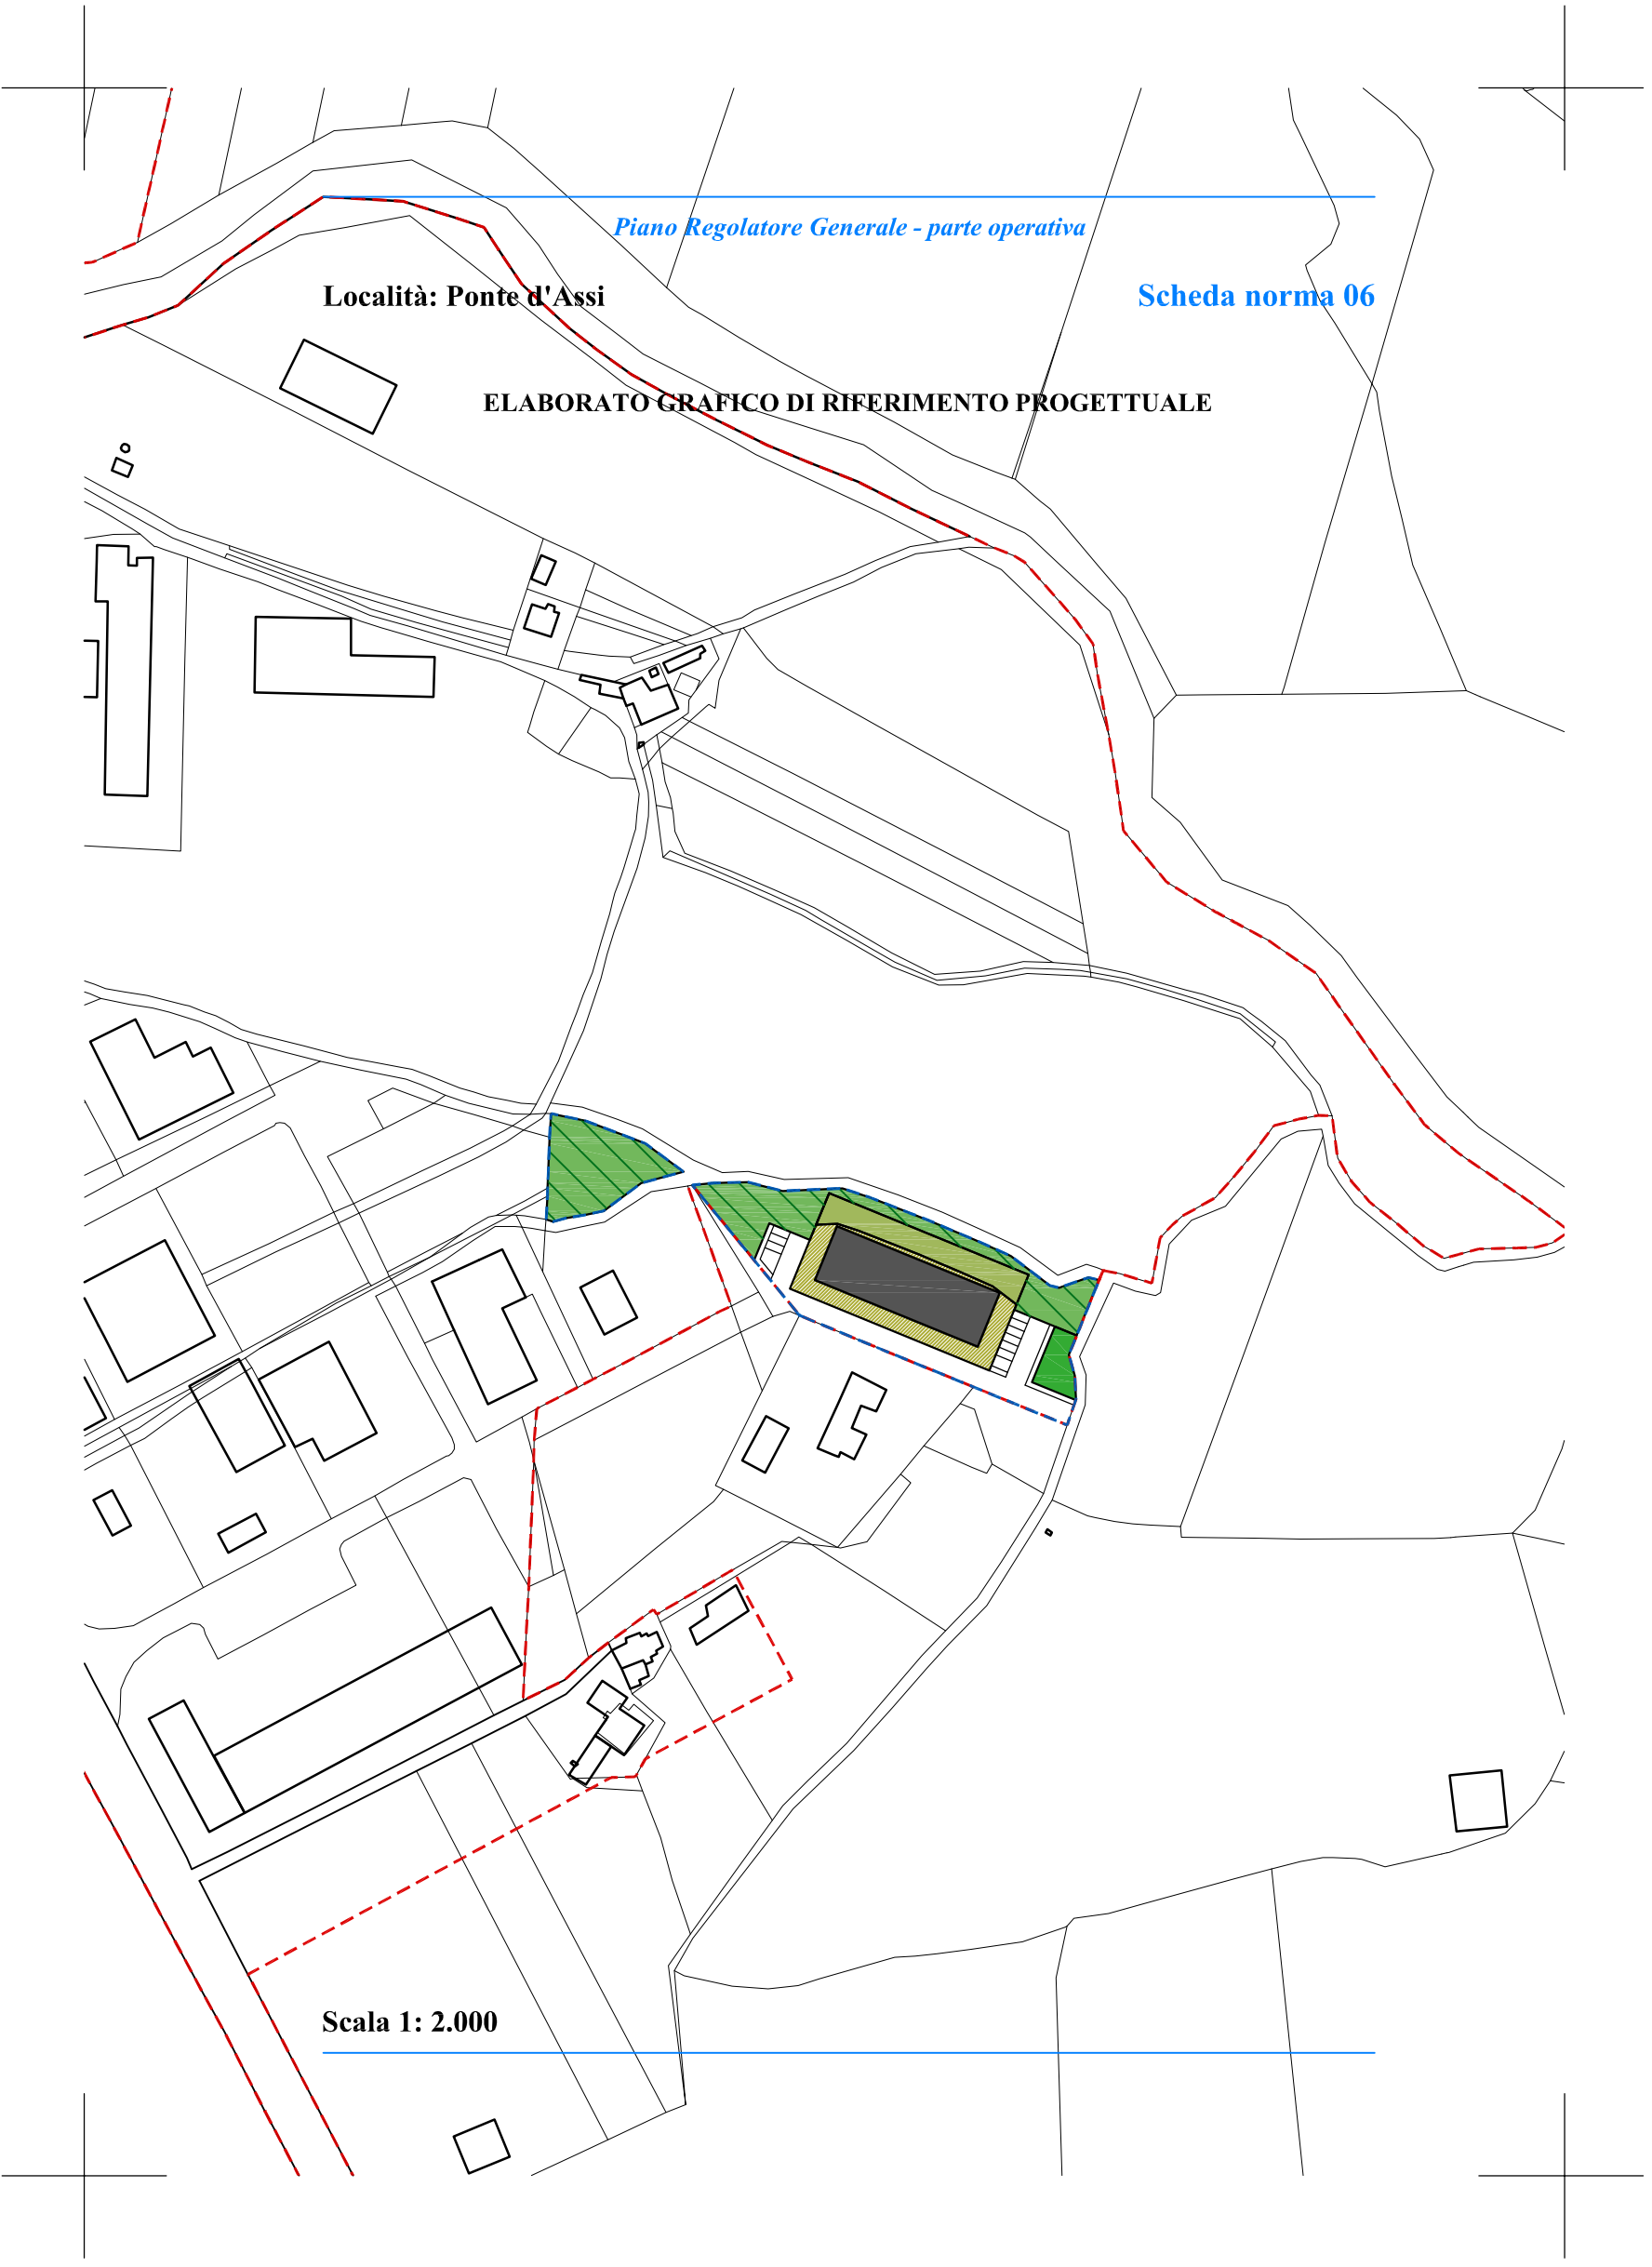 Piano Regolatore Generale - parte operativa
Località: Ponte d'Assi
Scheda norma 06
ELABORATO GRAFICO DI RIFERIMENTO PROGETTUALE
Scala 1: 2.000